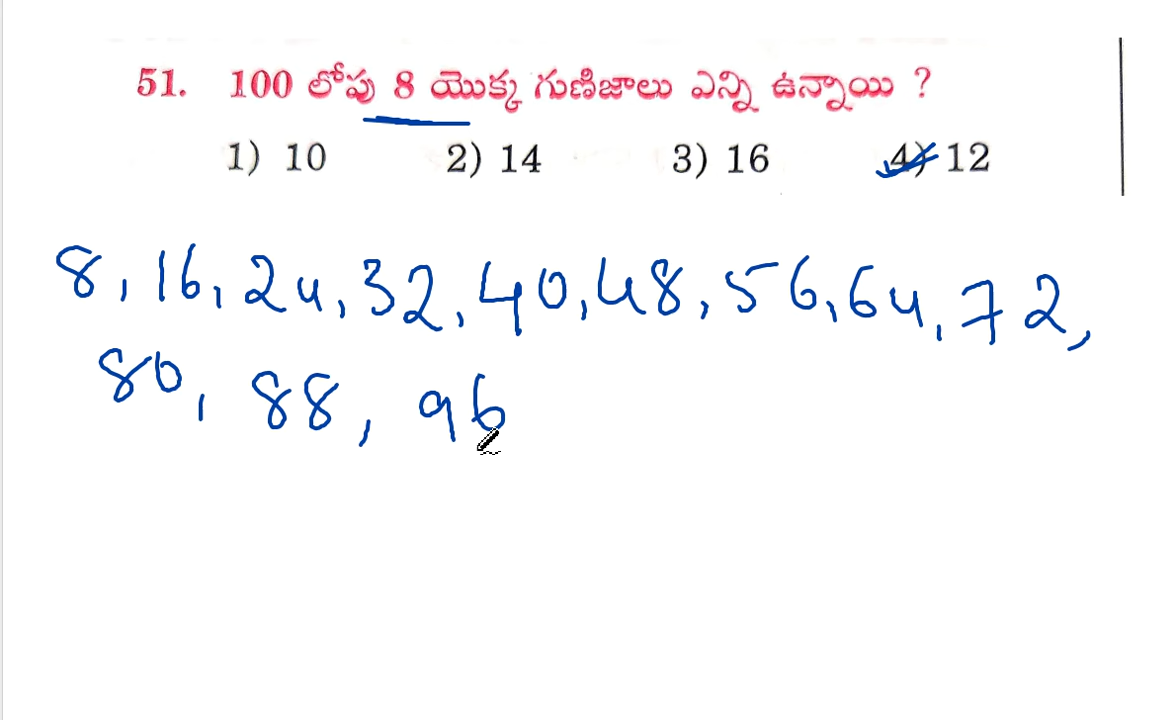 51. 100 లోపు 8 యొక్క గుణిజాలు ఎన్ని ఉన్నాయి ?
1) 10 2) 14 3) 16 4) 12
8, 16, 24, 32, 40, 48, 56, 64, 72,
80, 88, 96